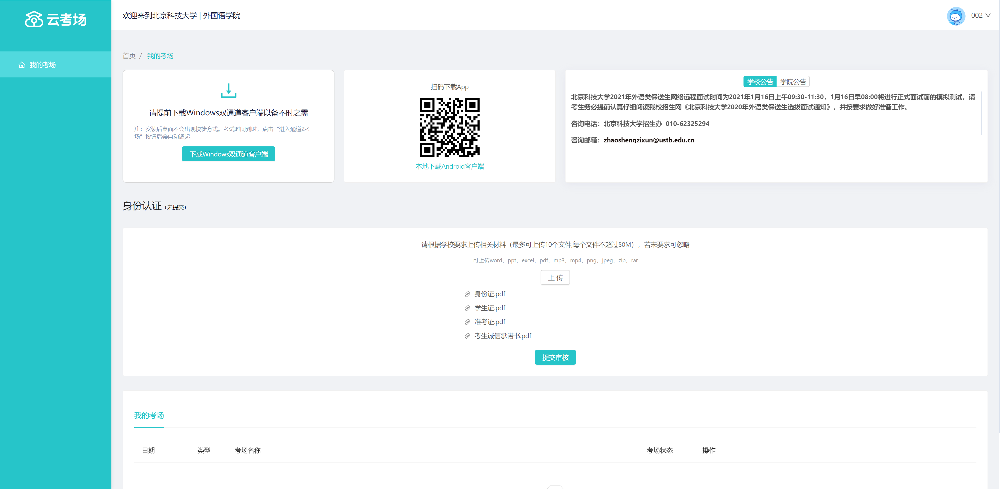 云考场
欢迎来到北京科技大学 | 外国语学院
002
我的考场
首页 / 我的考场
请提前下载Windows双通道客户端以备不时之需
注：安装后桌面不会出现快捷方式。考试时间到时，点击“进入通道2考
场”按钮后会自动调起
下载Windows双通道客户端
扫码下载App
本地下载Android客户端
学校公告 学院公告
北京科技大学2021年外语类保送生网络远程面试时间为2021年1月16日上午09:30-11:30，1月16日早08:00将进行正式面试前的模拟测试，请
考生务必提前认真仔细阅读我校招生网《北京科技大学2020年外语类保送生选拔面试通知》，并按要求做好准备工作。
咨询电话：北京科技大学招生办 010-62325294
咨询邮箱：zhaoshengzixun@ustb.edu.cn
身份认证（未提交）
请根据学校要求上传相关材料（最多可上传10个文件,每个文件不超过50M），若未要求可忽略
可上传word、ppt、excel、pdf、mp3、mp4、png、jpeg、zip、rar
上 传
身份证.pdf
学生证.pdf
准考证.pdf
考生诚信承诺书.pdf
提交审核
我的考场
日期 类型 考场名称 考场状态 操作